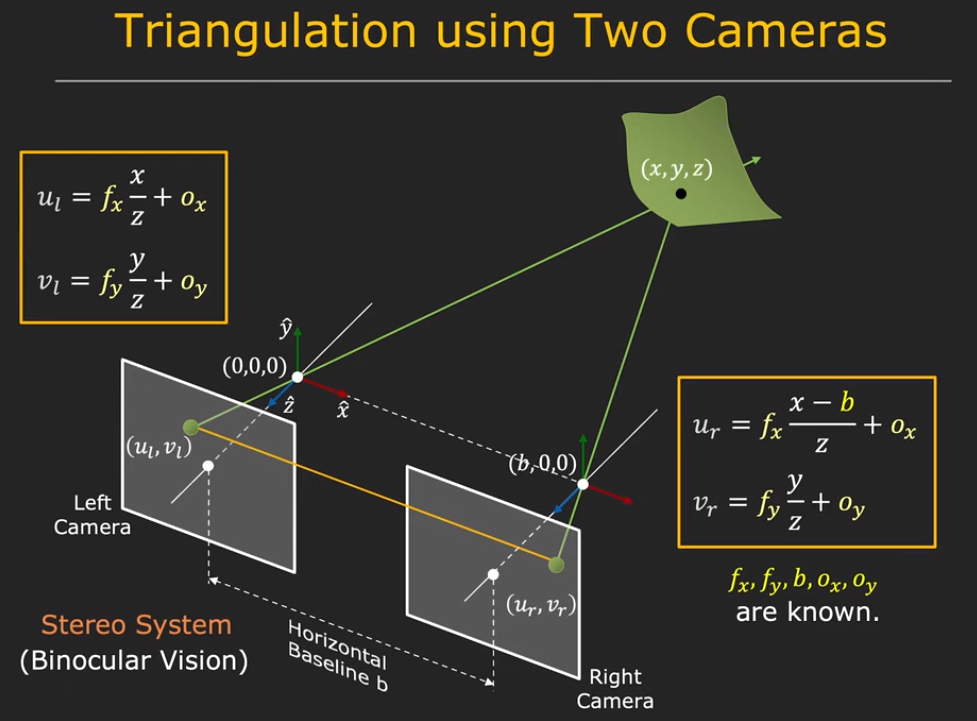 Triangulation using Two Cameras
u_l = f_x x/z + o_x
v_l = f_y y/z + o_y
(x, y, z)
ŷ
(0,0,0)
ẑ
x̂
(u_l, v_l)
Left
Camera
(b, 0,0)
u_r = f_x (x − b)/z + o_x
v_r = f_y y/z + o_y
f_x, f_y, b, o_x, o_y
are known.
(u_r, v_r)
Stereo System
(Binocular Vision)
Horizontal
Baseline b
Right
Camera